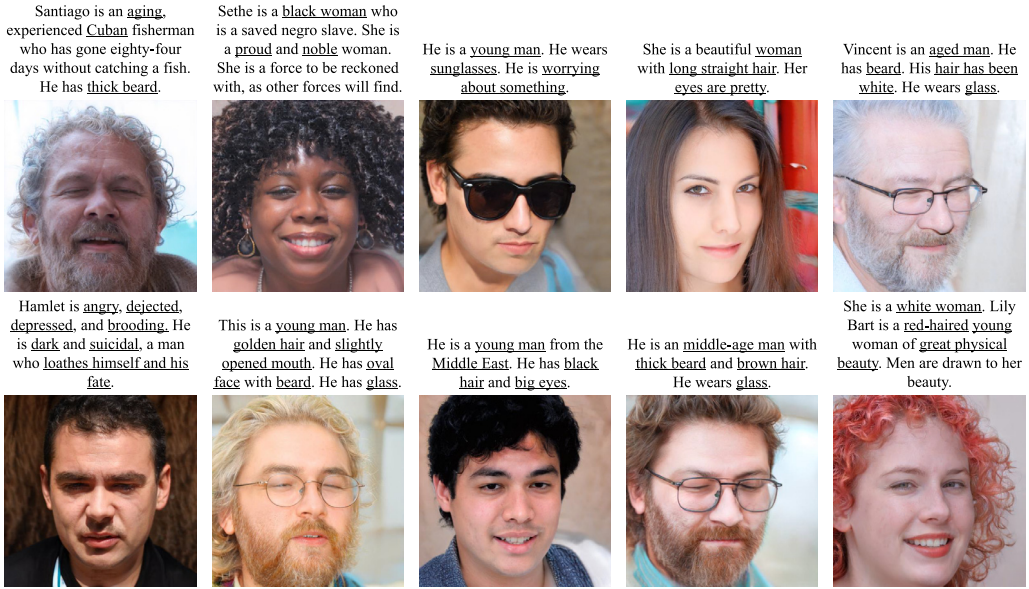 Santiago is an aging,
experienced Cuban fisherman
who has gone eighty-four
days without catching a fish.
He has thick beard.
Sethe is a black woman who
is a saved negro slave. She is
a proud and noble woman.
She is a force to be reckoned
with, as other forces will find.
He is a young man. He wears
sunglasses. He is worrying
about something.
She is a beautiful woman
with long straight hair. Her
eyes are pretty.
Vincent is an aged man. He
has beard. His hair has been
white. He wears glass.
Hamlet is angry, dejected,
depressed, and brooding. He
is dark and suicidal, a man
who loathes himself and his
fate.
This is a young man. He has
golden hair and slightly
opened mouth. He has oval
face with beard. He has glass.
He is a young man from the
Middle East. He has black
hair and big eyes.
He is an middle-age man with
thick beard and brown hair.
He wears glass.
She is a white woman. Lily
Bart is a red-haired young
woman of great physical
beauty. Men are drawn to her
beauty.